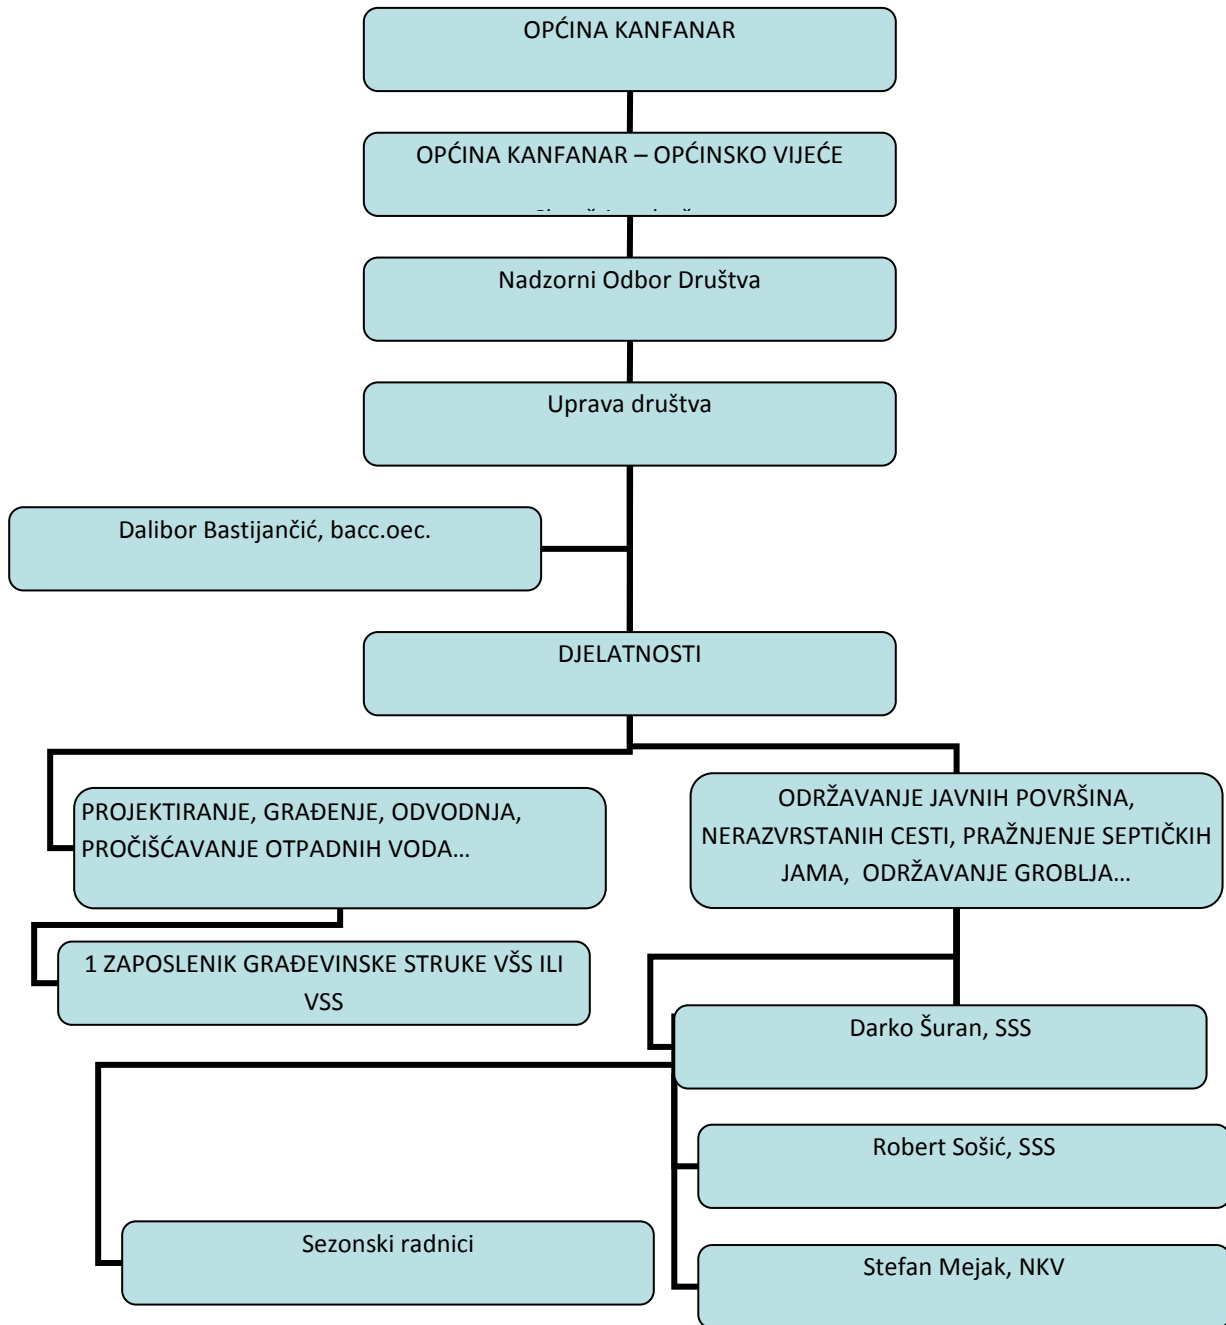 OPĆINA KANFANAR
OPĆINA KANFANAR – OPĆINSKO VIJEĆE
Nadzorni Odbor Društva
Uprava društva
Dalibor Bastijančić, bacc.oec.
DJELATNOSTI
PROJEKTIRANJE, GRAĐENJE, ODVODNJA,
PROČIŠĆAVANJE OTPADNIH VODA...
ODRŽAVANJE JAVNIH POVRŠINA,
NERAZVRSTANIH CESTI, PRAŽNJENJE SEPTIČKIH
JAMA, ODRŽAVANJE GROBLJA...
1 ZAPOSLENIK GRAĐEVINSKE STRUKE VŠS ILI
VSS
Darko Šuran, SSS
Robert Sošić, SSS
Sezonski radnici
Stefan Mejak, NKV